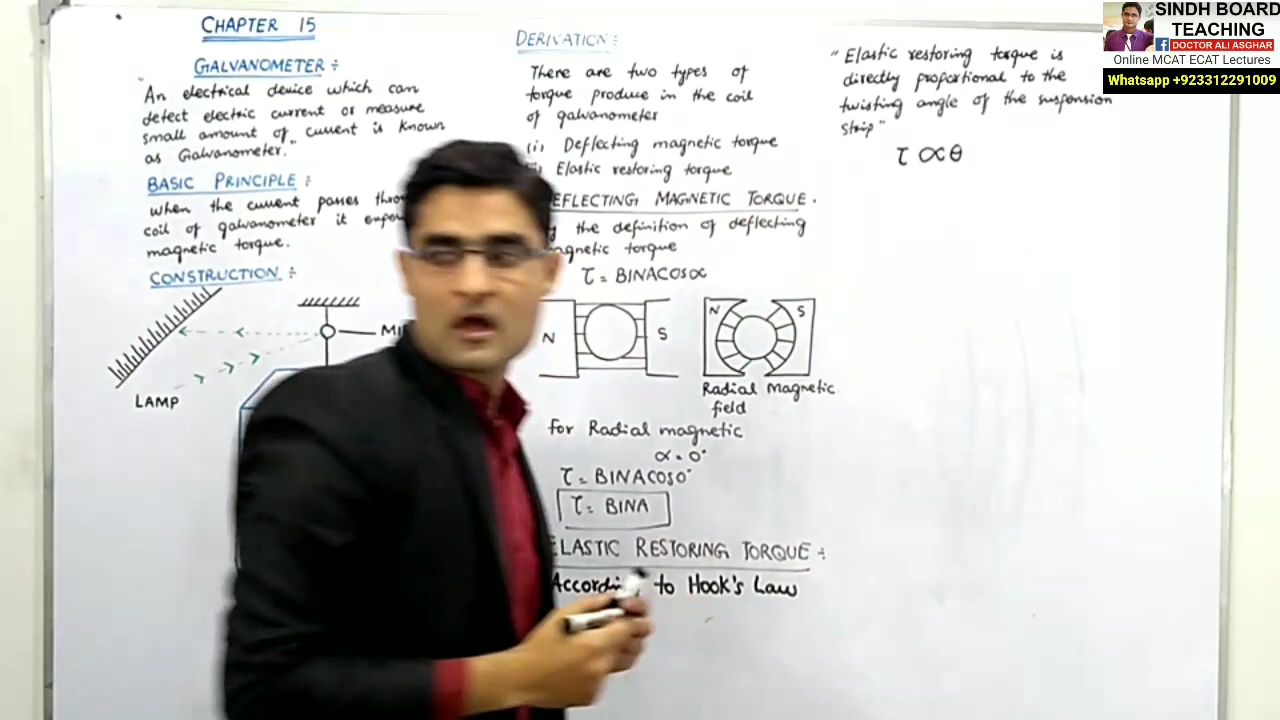 CHAPTER 15
GALVANOMETER:
"An electrical device which can
detect electric current or measure
small amount of current is known
as Galvanometer."
BASIC PRINCIPLE:
When the current passes
coil of galvanometer it
magnetic torque.
CONSTRUCTION:
LAMP
DERIVATION:
There are two types of
torque produce in the coil
of galvanometer
(i) Deflecting magnetic torque
Elastic restoring torque
MAGNETIC TORQUE.
the definition of deflecting
torque
τ = BINACOSα
N
S
N
S
Radial magnetic
field
for Radial magnetic
α = 0°
τ = BINACOS0°
τ = BINA
RESTORING TORQUE:
to Hook's Law
"Elastic restoring torque is
directly proportional to the
twisting angle of the suspension
strip"
τ ∝ θ
SINDH BOARD
TEACHING
f DOCTOR ALI ASGHAR
Online MCAT ECAT Lectures
Whatsapp +923312291009